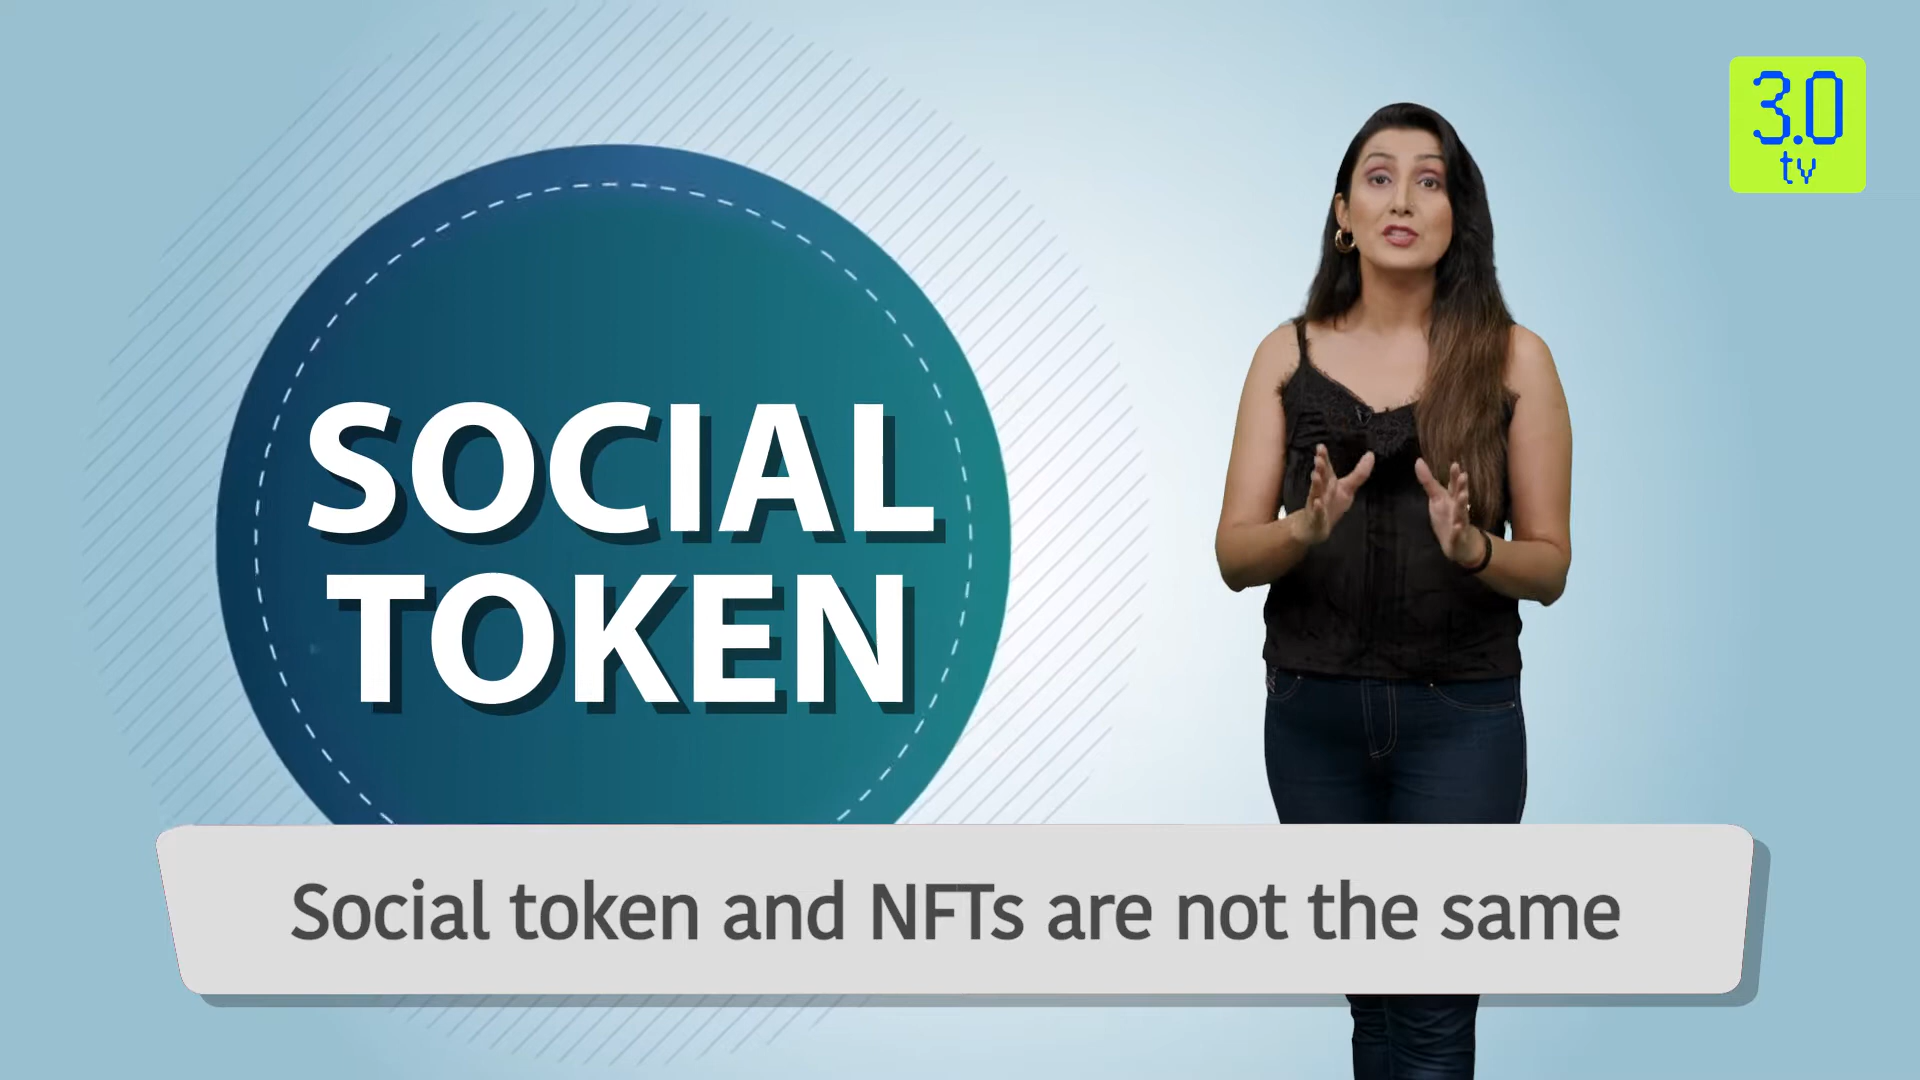 3.0
tv
SOCIAL
TOKEN
Social token and NFTs are not the same